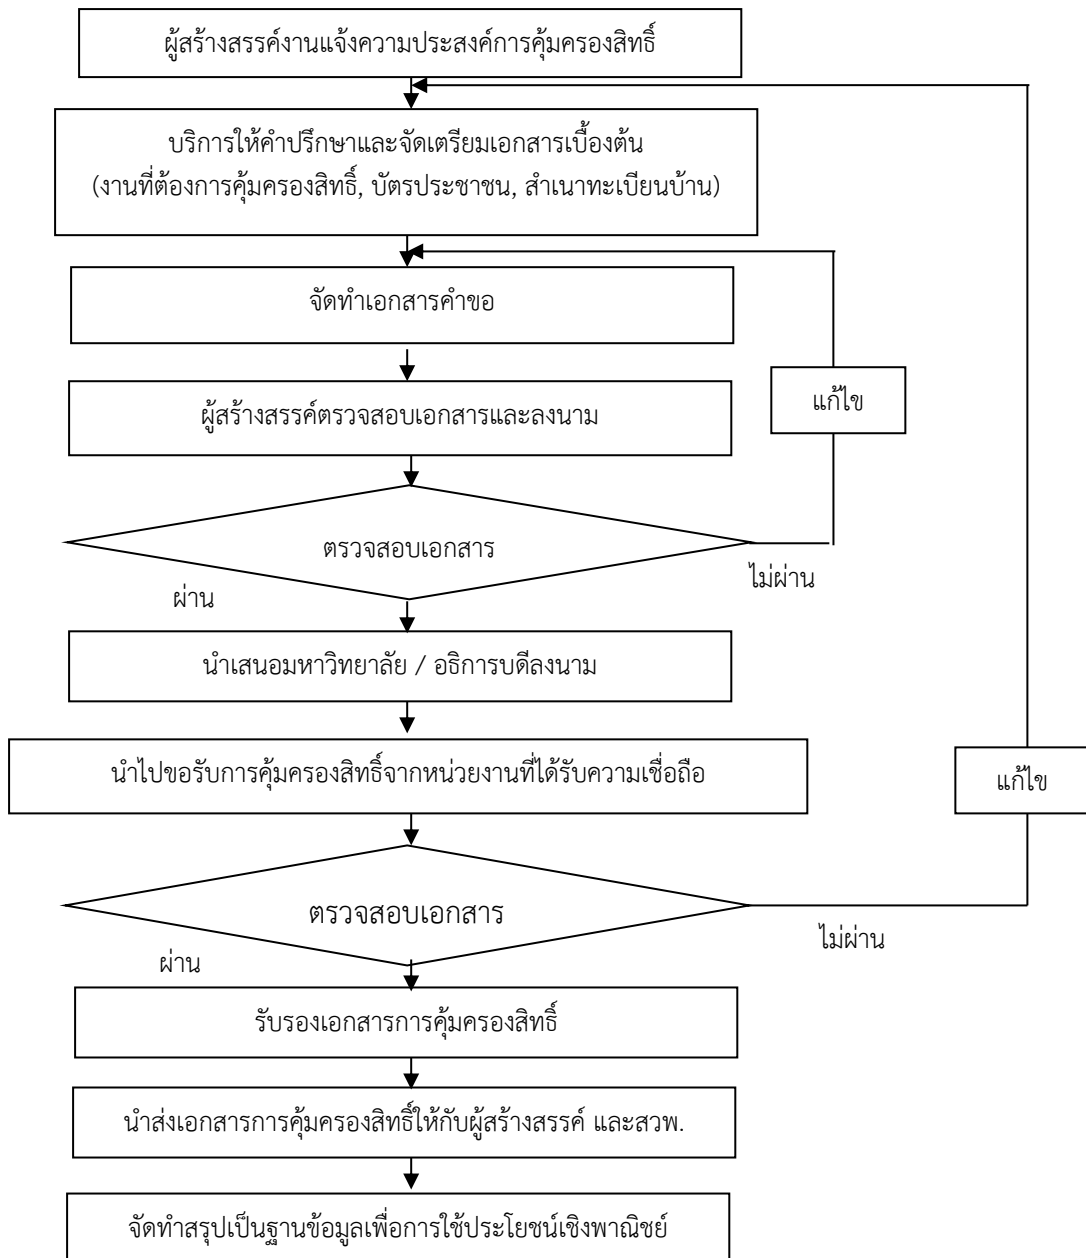 ผู้สร้างสรรค์งานแจ้งความประสงค์การคุ้มครองสิทธิ์
บริการให้คำปรึกษาและจัดเตรียมเอกสารเบื้องต้น
(งานที่ต้องการคุ้มครองสิทธิ์, บัตรประชาชน, สำเนาทะเบียนบ้าน)
จัดทำเอกสารคำขอ
แก้ไข
ผู้สร้างสรรค์ตรวจสอบเอกสารและลงนาม
ตรวจสอบเอกสาร
ไม่ผ่าน
ผ่าน
นำเสนอมหาวิทยาลัย / อธิการบดีลงนาม
นำไปขอรับการคุ้มครองสิทธิ์จากหน่วยงานที่ได้รับความเชื่อถือ
แก้ไข
ตรวจสอบเอกสาร
ไม่ผ่าน
ผ่าน
รับรองเอกสารการคุ้มครองสิทธิ์
นำส่งเอกสารการคุ้มครองสิทธิ์ให้กับผู้สร้างสรรค์ และสวพ.
จัดทำสรุปเป็นฐานข้อมูลเพื่อการใช้ประโยชน์เชิงพาณิชย์